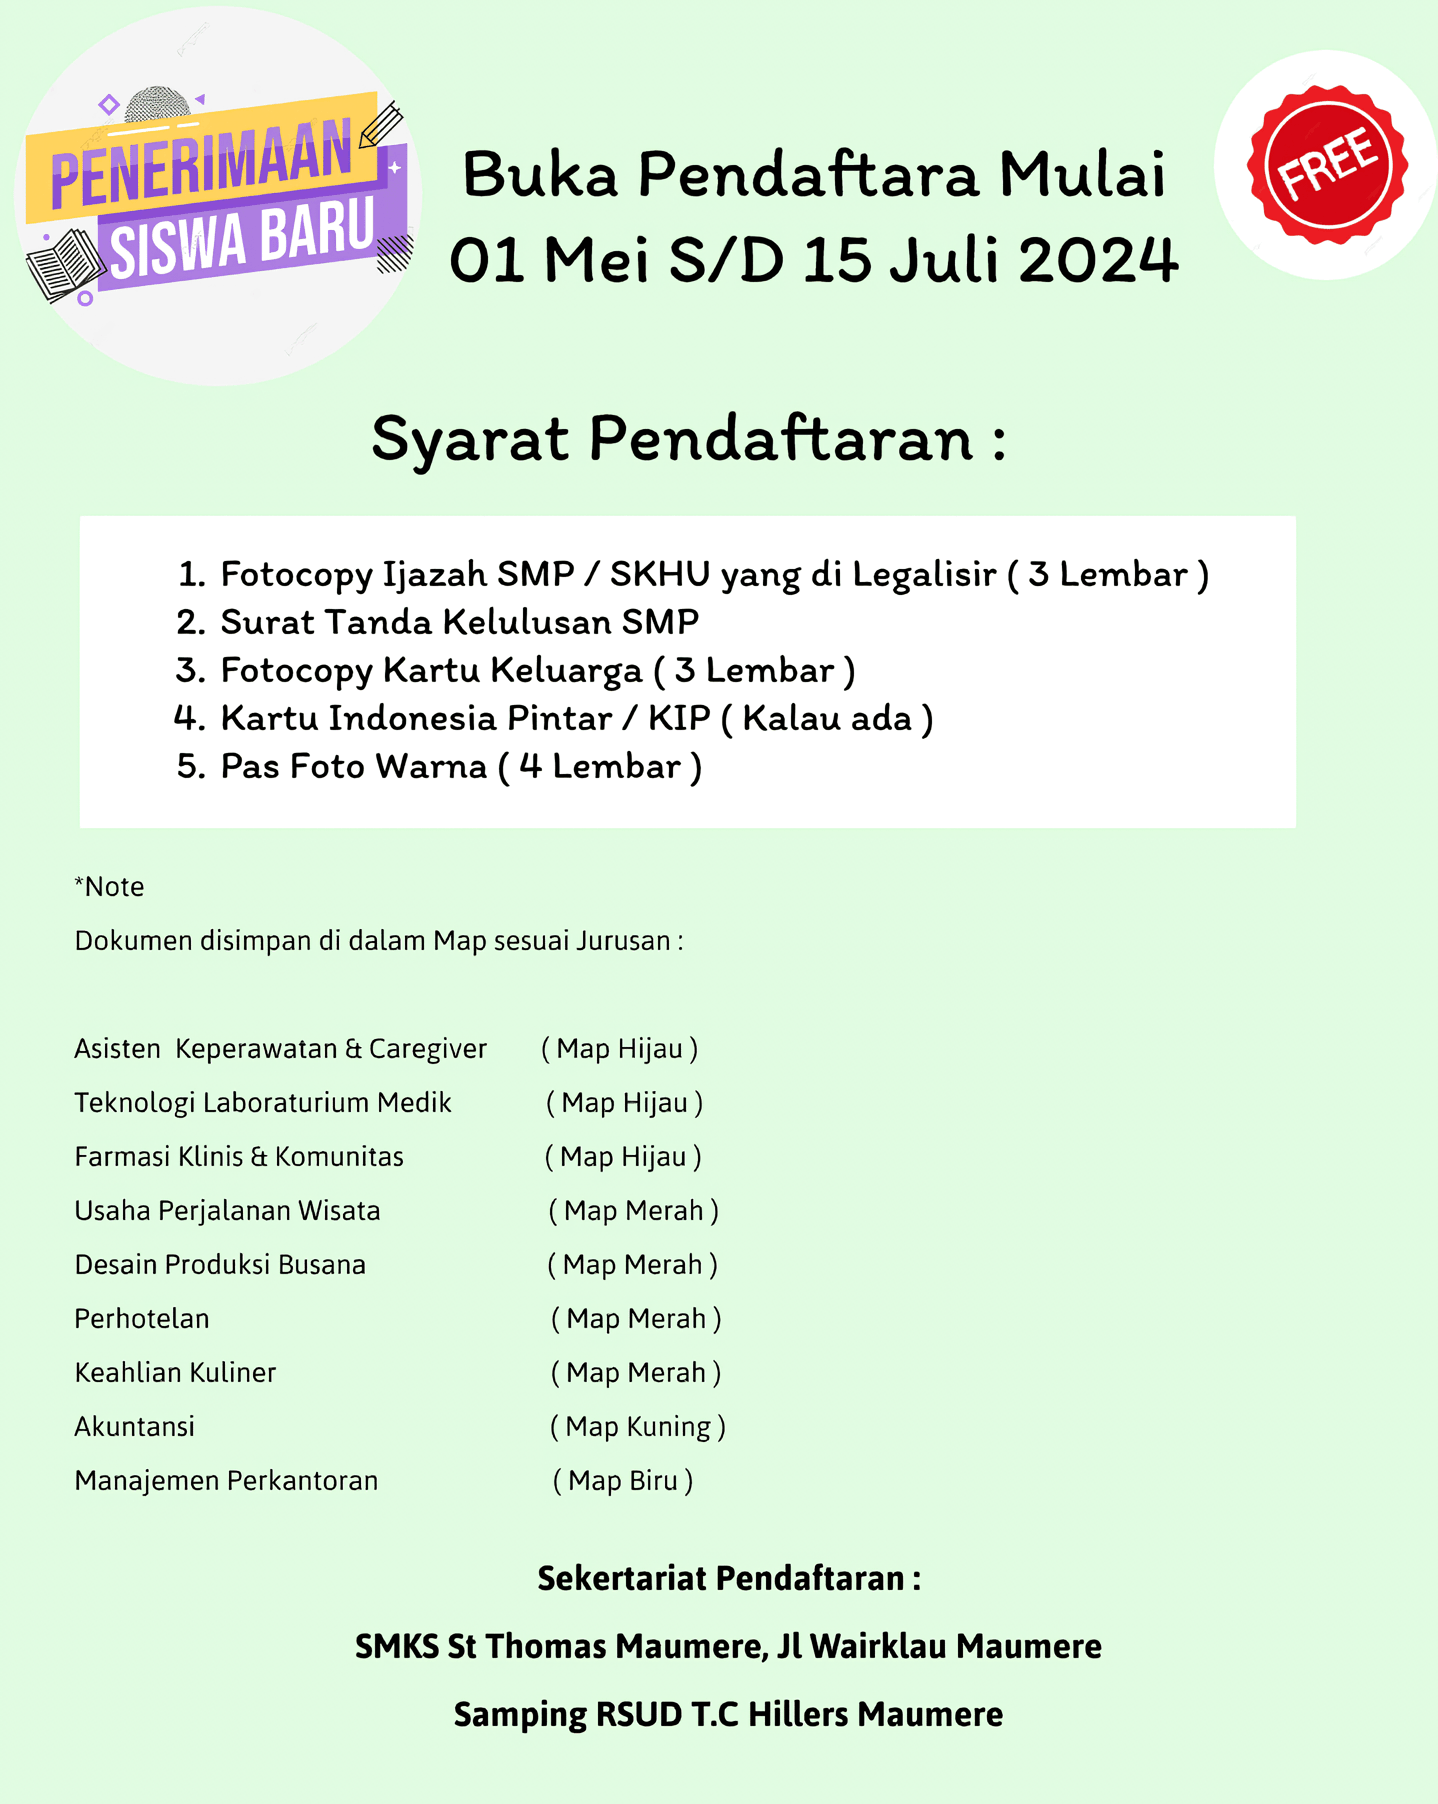 PENERIMAAN
SISWA BARU
Buka Pendaftara Mulai
01 Mei S/D 15 Juli 2024
FREE
Syarat Pendaftaran :
1. Fotocopy Ijazah SMP / SKHU yang di Legalisir ( 3 Lembar )
2. Surat Tanda Kelulusan SMP
3. Fotocopy Kartu Keluarga ( 3 Lembar )
4. Kartu Indonesia Pintar / KIP ( Kalau ada )
5. Pas Foto Warna ( 4 Lembar )
*Note
Dokumen disimpan di dalam Map sesuai Jurusan :
Asisten  Keperawatan & Caregiver ( Map Hijau )
Teknologi Laboraturium Medik ( Map Hijau )
Farmasi Klinis & Komunitas ( Map Hijau )
Usaha Perjalanan Wisata ( Map Merah )
Desain Produksi Busana ( Map Merah )
Perhotelan ( Map Merah )
Keahlian Kuliner ( Map Merah )
Akuntansi ( Map Kuning )
Manajemen Perkantoran ( Map Biru )
Sekertariat Pendaftaran :
SMKS St Thomas Maumere, Jl Wairklau Maumere
Samping RSUD T.C Hillers Maumere